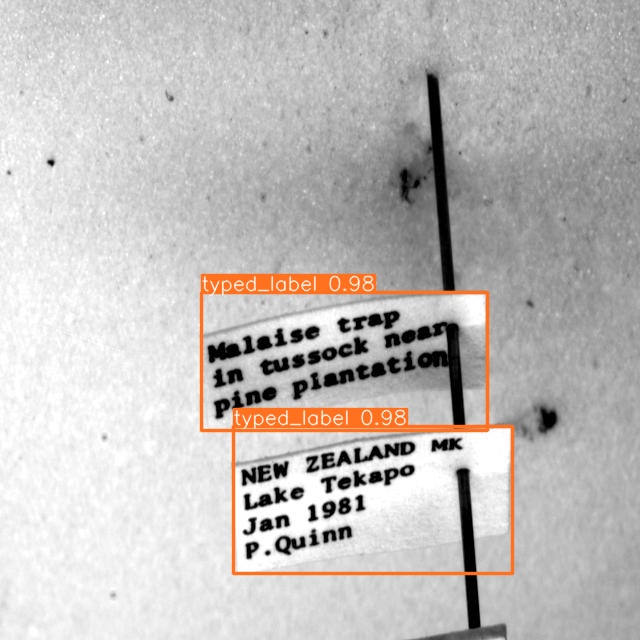 typed_label 0.98
Malaise trap
in tussock near
pine plantation
typed_label 0.98
NEW ZEALAND MK
Lake Tekapo
Jan 1981
P.Quinn